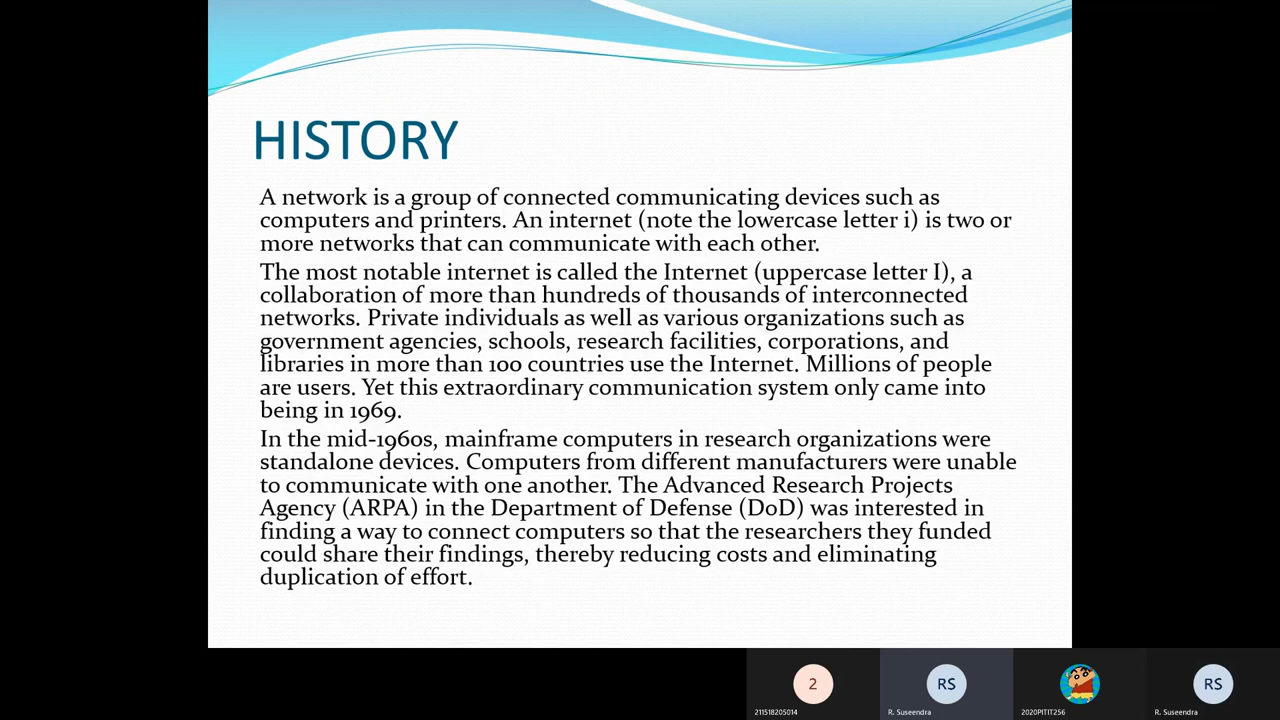 HISTORY
A network is a group of connected communicating devices such as
computers and printers. An internet (note the lowercase letter i) is two or
more networks that can communicate with each other.
The most notable internet is called the Internet (uppercase letter I), a
collaboration of more than hundreds of thousands of interconnected
networks. Private individuals as well as various organizations such as
government agencies, schools, research facilities, corporations, and
libraries in more than 100 countries use the Internet. Millions of people
are users. Yet this extraordinary communication system only came into
being in 1969.
In the mid-1960s, mainframe computers in research organizations were
standalone devices. Computers from different manufacturers were unable
to communicate with one another. The Advanced Research Projects
Agency (ARPA) in the Department of Defense (DoD) was interested in
finding a way to connect computers so that the researchers they funded
could share their findings, thereby reducing costs and eliminating
duplication of effort.
2
RS
RS
211518205014
R. Suseendra
2020PITIT256
R. Suseendra